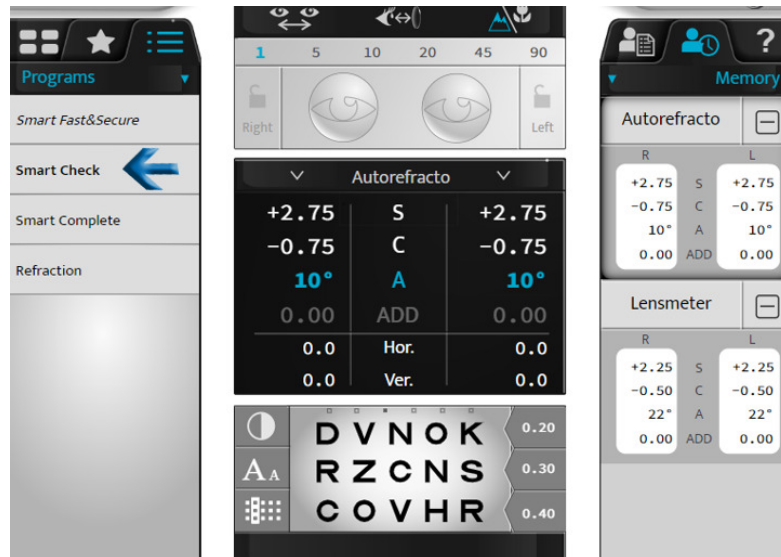 Programs
Smart Fast&Secure
Smart Check
Smart Complete
Refraction
1 5 10 20 45 90
Right Left
Autorefracto
+2.75 S +2.75
-0.75 C -0.75
10° A 10°
0.00 ADD 0.00
0.0 Hor. 0.0
0.0 Ver. 0.0
D V N O K 0.20
AA R Z C N S 0.30
C O V H R 0.40
?
Memory
Autorefracto
R L
+2.75 S +2.75
-0.75 C -0.75
10° A 10°
0.00 ADD 0.00
Lensmeter
R L
+2.25 S +2.25
-0.50 C -0.50
22° A 22°
0.00 ADD 0.00